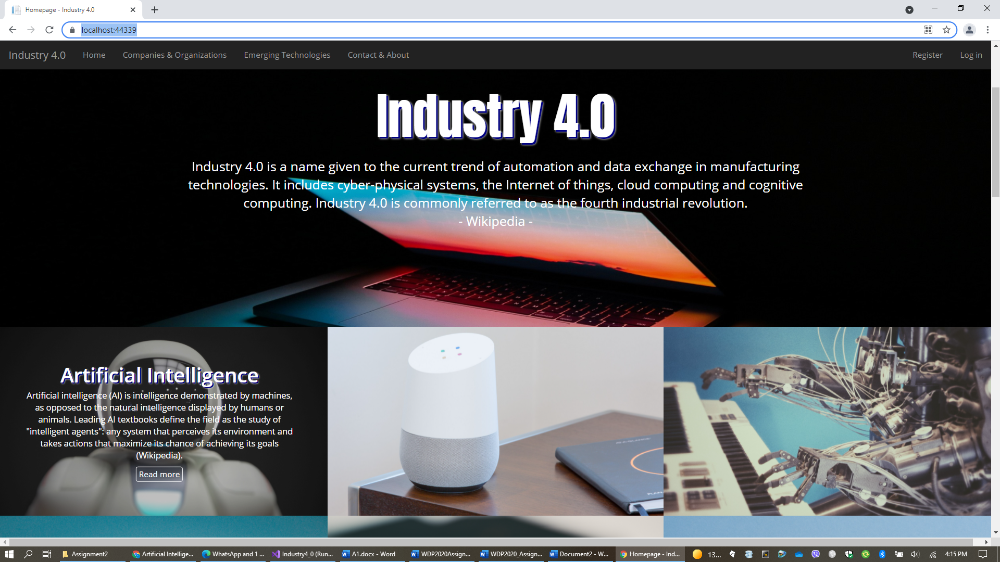 Homepage - Industry 4.0
localhost:44339
Industry 4.0 Home Companies & Organizations Emerging Technologies Contact & About Register Log in
Industry 4.0
Industry 4.0 is a name given to the current trend of automation and data exchange in manufacturing
technologies. It includes cyber-physical systems, the Internet of things, cloud computing and cognitive
computing. Industry 4.0 is commonly referred to as the fourth industrial revolution.
- Wikipedia -
Artificial Intelligence
Artificial intelligence (AI) is intelligence demonstrated by machines,
as opposed to the natural intelligence displayed by humans or
animals. Leading AI textbooks define the field as the study of
"intelligent agents": any system that perceives its environment and
takes actions that maximize its chance of achieving its goals
(Wikipedia).
Read more
Assignment2 Artificial Intellige... WhatsApp and 1 ... Industry4_0 (Run... A1.docx - Word WDP2020Assign... WDP2020_Assign... Document2 - W... Homepage - Ind... 13... 4:15 PM